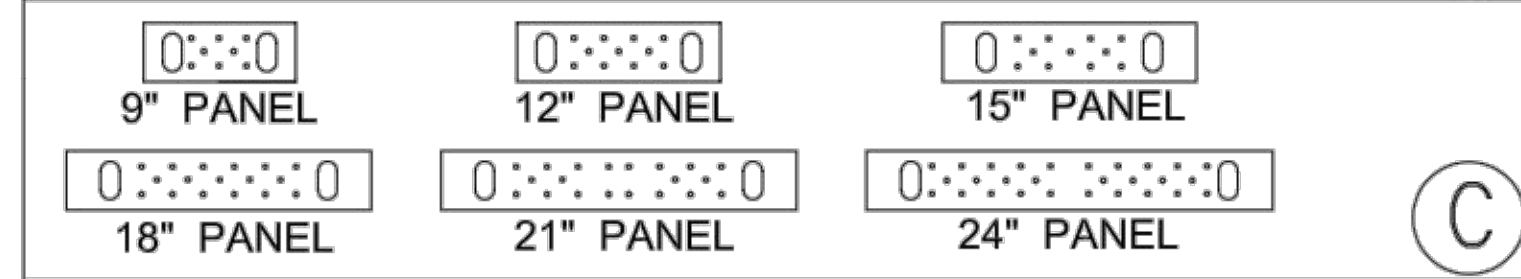 9" PANEL
12" PANEL
15" PANEL
18" PANEL
21" PANEL
24" PANEL
C